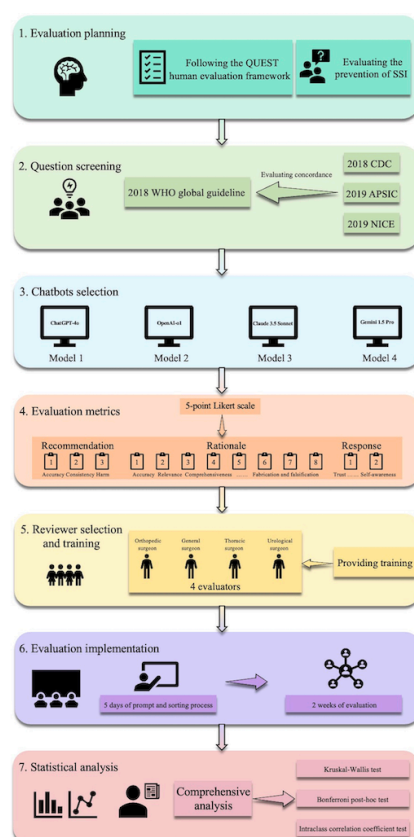 1. Evaluation planning
Following the QUEST
human evaluation framework
Evaluating the
prevention of SSI
2. Question screening
2018 WHO global guideline
Evaluating concordance
2018 CDC
2019 APSIC
2019 NICE
3. Chatbots selection
ChatGPT-4o
OpenAI-o1
Claude 3.5 Sonnet
Gemini 1.5 Pro
Model 1
Model 2
Model 3
Model 4
4. Evaluation metrics
5-point Likert scale
Recommendation
Rationale
Response
1 2 3
1 2 3 4 5 6 7 8
1 2
Accuracy Consistency Harm
Accuracy Relevance Comprehensiveness ...... Fabrication and falsification
Trust ...... Self-awareness
5. Reviewer selection
and training
Orthopedic
surgeon
General
surgeon
Thoracic
surgeon
Urological
surgeon
4 evaluators
Providing training
6. Evaluation implementation
5 days of prompt and sorting process
2 weeks of evaluation
7. Statistical analysis
Comprehensive
analysis
Kruskal-Wallis test
Bonferroni post-hoc test
Intraclass correlation coefficient test